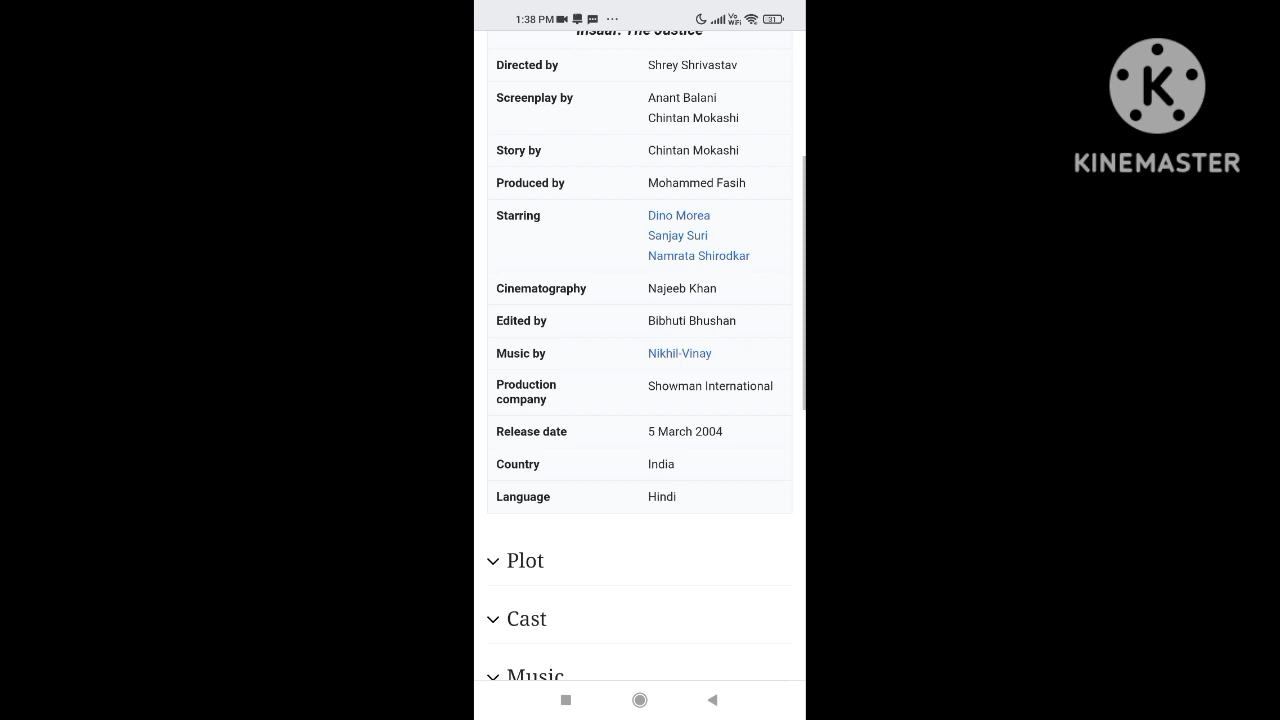 1:38 PM ... Vo WiFi 31
Insaaf: The Justice
Directed by Shrey Shrivastav
Screenplay by Anant Balani
Chintan Mokashi
Story by Chintan Mokashi
Produced by Mohammed Fasih
Starring Dino Morea
Sanjay Suri
Namrata Shirodkar
Cinematography Najeeb Khan
Edited by Bibhuti Bhushan
Music by Nikhil-Vinay
Production company Showman International
Release date 5 March 2004
Country India
Language Hindi
Plot
Cast
Music
K
KINEMASTER